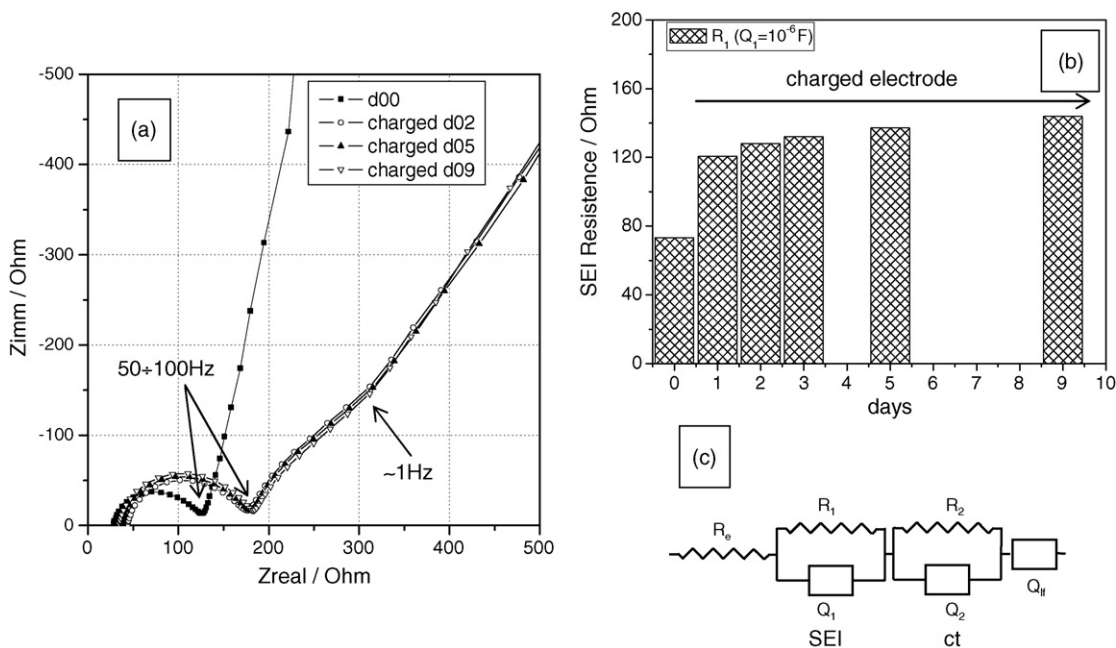 (a)
-500
-400
-300
-200
-100
0
0 100 200 300 400 500
Zimm / Ohm
Zreal / Ohm
d00
charged d02
charged d05
charged d09
50÷100Hz
~1Hz
(b)
200
160
120
80
40
0
0 1 2 3 4 5 6 7 8 9 10
SEI Resistence / Ohm
days
R₁ (Q₁=10⁻⁶F)
charged electrode
(c)
Rₑ
R₁
R₂
Q₁
Q₂
Qlf
SEI
ct